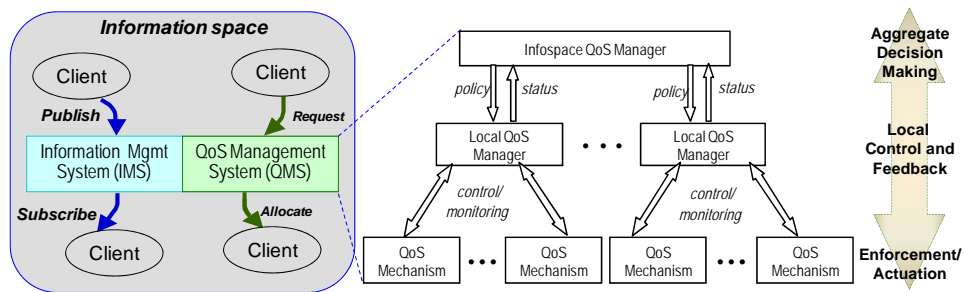 Information space
Client
Client
Publish
Request
Information Mgmt
System (IMS)
QoS Management
System (QMS)
Subscribe
Allocate
Client
Client
Infospace QoS Manager
policy
status
policy
status
Local QoS
Manager
• • •
Local QoS
Manager
control/
monitoring
control/
monitoring
QoS
Mechanism
•••
QoS
Mechanism
QoS
Mechanism
•••
QoS
Mechanism
Aggregate
Decision
Making
Local
Control and
Feedback
Enforcement/
Actuation